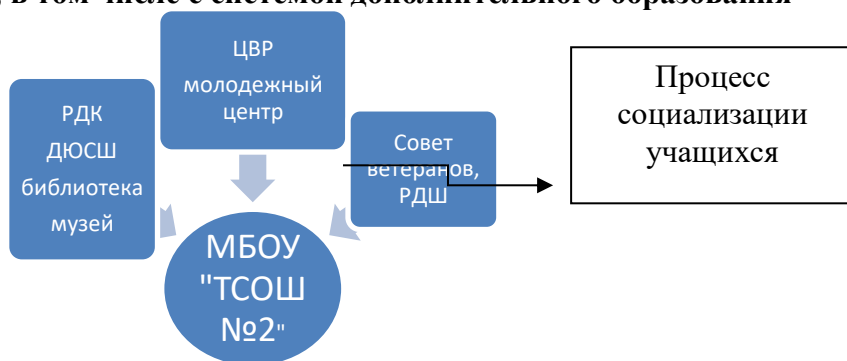 в том числе с системой дополнительного образования
ЦВР
молодежный
центр
РДК
ДЮСШ
библиотека
музей
Совет
ветеранов,
РДШ
МБОУ
"ТСОШ
№2"
Процесс
социализации
учащихся